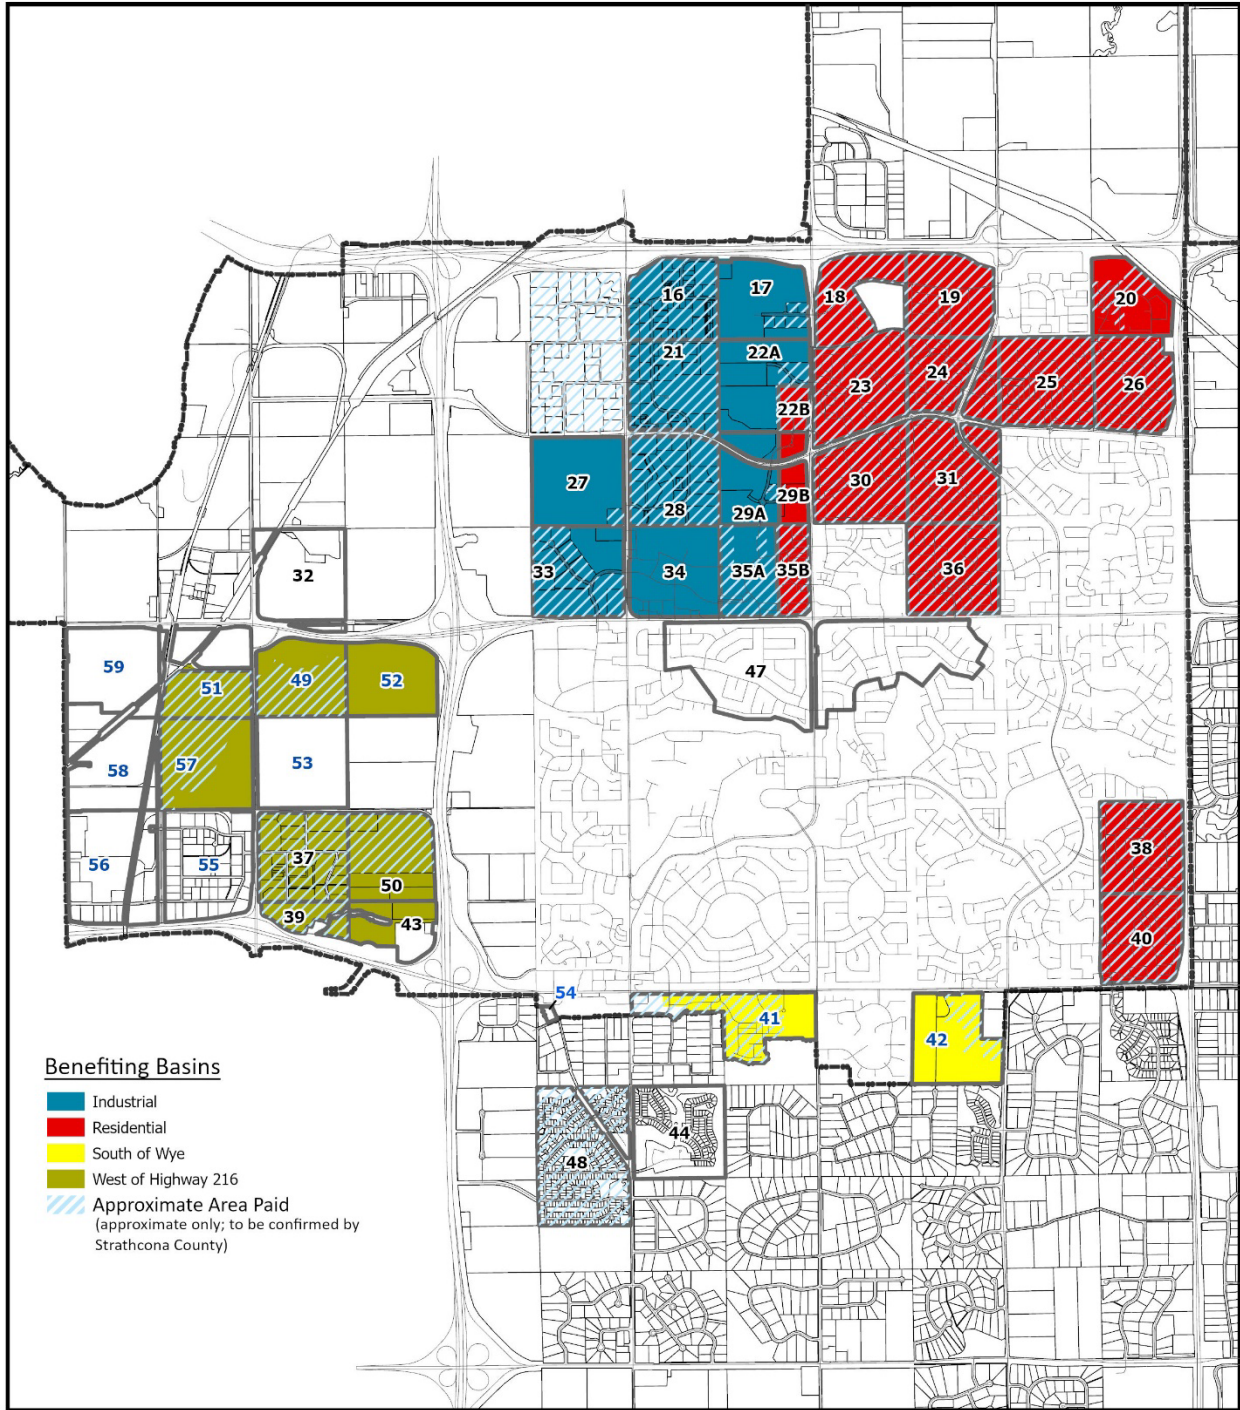 16
17
18
19
20
21
22A
22B
23
24
25
26
27
28
29A
29B
30
31
32
33
34
35A
35B
36
47
59
51
49
52
58
57
53
56
55
37
50
39
43
38
40
54
41
42
44
48
Benefiting Basins
Industrial
Residential
South of Wye
West of Highway 216
Approximate Area Paid
(approximate only; to be confirmed by
Strathcona County)